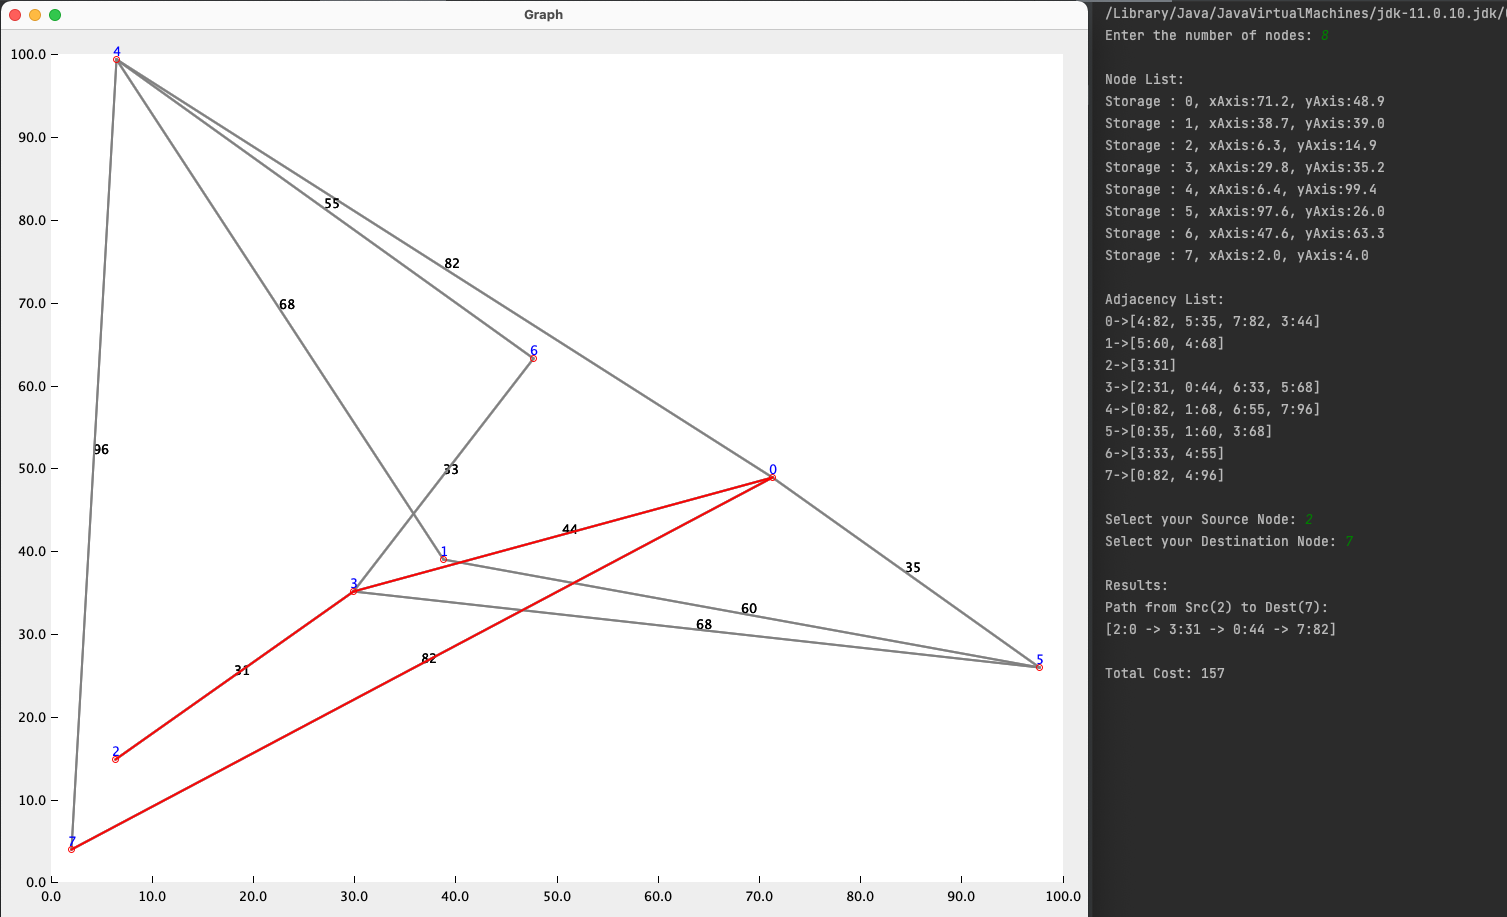 Graph
100.0
90.0
80.0
70.0
60.0
50.0
40.0
30.0
20.0
10.0
0.0
0.0 10.0 20.0 30.0 40.0 50.0 60.0 70.0 80.0 90.0 100.0
4
55
82
68
6
96
33
0
44
1
35
3
60
68
5
82
31
2
7
/Library/Java/JavaVirtualMachines/jdk-11.0.10.jdk/
Enter the number of nodes: 8
Node List:
Storage : 0, xAxis:71.2, yAxis:48.9
Storage : 1, xAxis:38.7, yAxis:39.0
Storage : 2, xAxis:6.3, yAxis:14.9
Storage : 3, xAxis:29.8, yAxis:35.2
Storage : 4, xAxis:6.4, yAxis:99.4
Storage : 5, xAxis:97.6, yAxis:26.0
Storage : 6, xAxis:47.6, yAxis:63.3
Storage : 7, xAxis:2.0, yAxis:4.0
Adjacency List:
0->[4:82, 5:35, 7:82, 3:44]
1->[5:60, 4:68]
2->[3:31]
3->[2:31, 0:44, 6:33, 5:68]
4->[0:82, 1:68, 6:55, 7:96]
5->[0:35, 1:60, 3:68]
6->[3:33, 4:55]
7->[0:82, 4:96]
Select your Source Node: 2
Select your Destination Node: 7
Results:
Path from Src(2) to Dest(7):
[2:0 -> 3:31 -> 0:44 -> 7:82]
Total Cost: 157